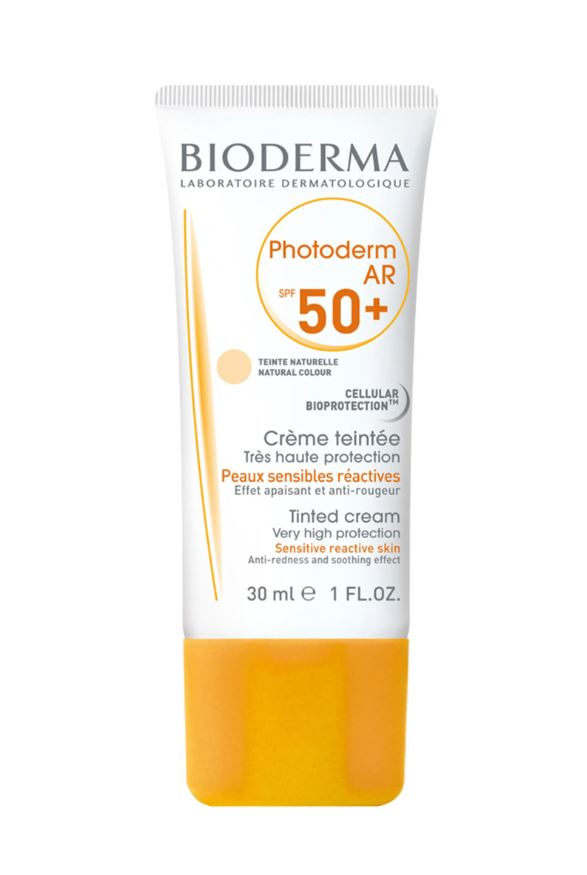 BIODERMA
LABORATOIRE DERMATOLOGIQUE
Photoderm
AR
SPF 50+
TEINTE NATURELLE
NATURAL COLOUR
CELLULAR
BIOPROTECTION™
Crème teintée
Très haute protection
Peaux sensibles réactives
Effet apaisant et anti-rougeur
Tinted cream
Very high protection
Sensitive reactive skin
Anti-redness and soothing effect
30 ml ℮ 1 FL.OZ.